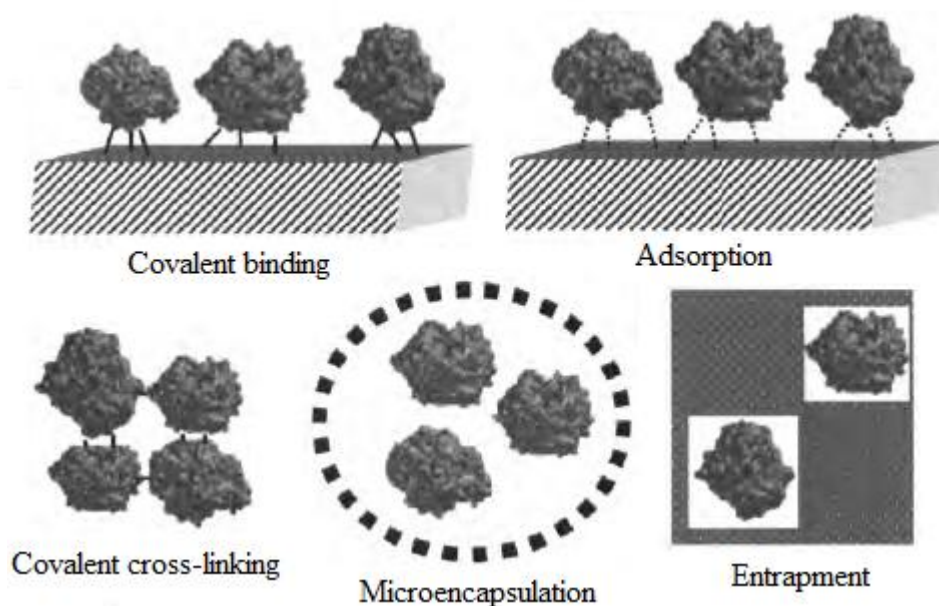 Covalent binding
Adsorption
Covalent cross-linking
Microencapsulation
Entrapment